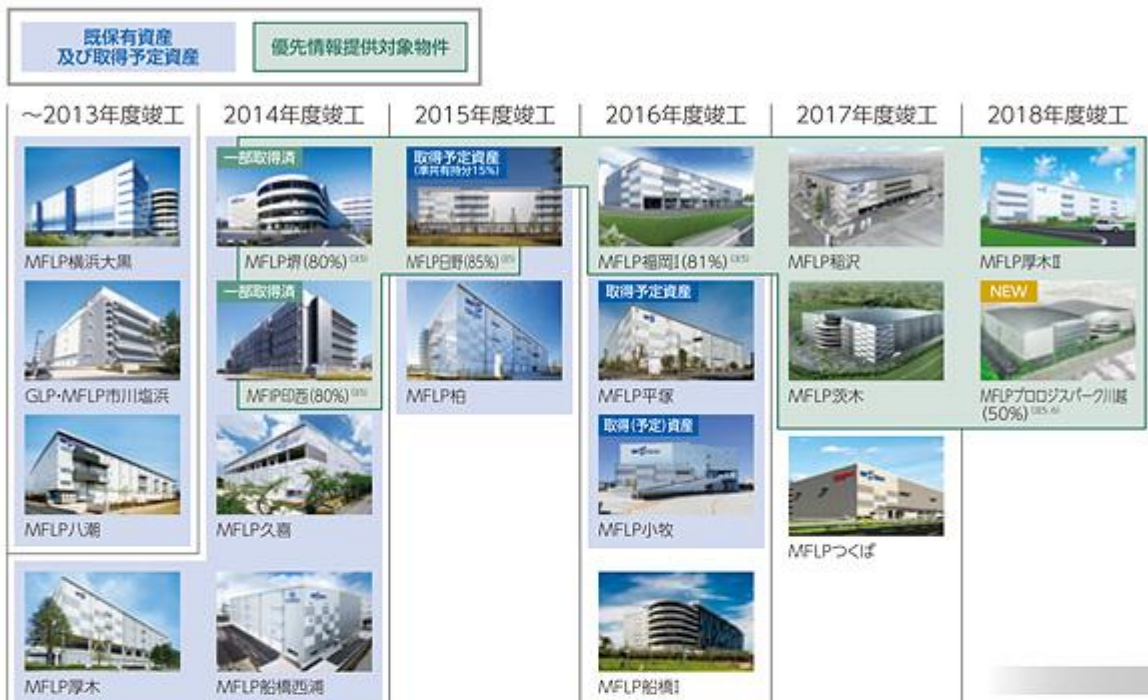 既保有資産
及び取得予定資産
優先情報提供対象物件
～2013年度竣工
2014年度竣工
2015年度竣工
2016年度竣工
2017年度竣工
2018年度竣工
MFLP横浜大黒
一部取得済
MFLP堺(80%)
取得予定資産
(準共有持分15%)
MFLP日野(85%)
MFLP福岡I(81%)
MFLP稲沢
MFLP厚木II
GLP・MFLP市川塩浜
一部取得済
MFLP印西(80%)
MFLP柏
取得予定資産
MFLP平塚
MFLP茨木
NEW
MFLPプロロジスパーク川越
(50%)
MFLP八潮
MFLP久喜
取得(予定)資産
MFLP小牧
MFLPつくば
MFLP厚木
MFLP船橋西浦
MFLP船橋I